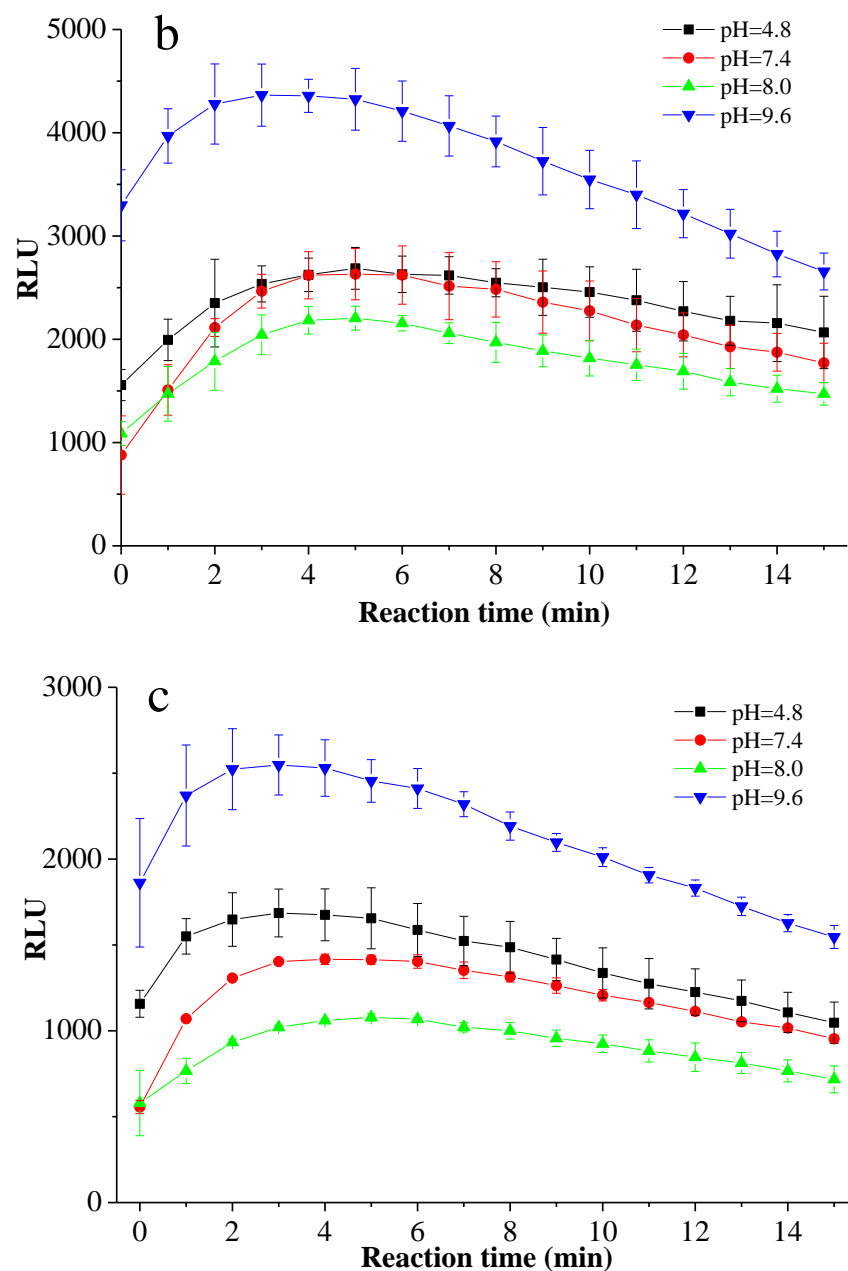 b
5000
4000
3000
2000
1000
0
RLU
pH=4.8
pH=7.4
pH=8.0
pH=9.6
0 2 4 6 8 10 12 14
Reaction time (min)
c
3000
2000
1000
0
RLU
pH=4.8
pH=7.4
pH=8.0
pH=9.6
0 2 4 6 8 10 12 14
Reaction time (min)